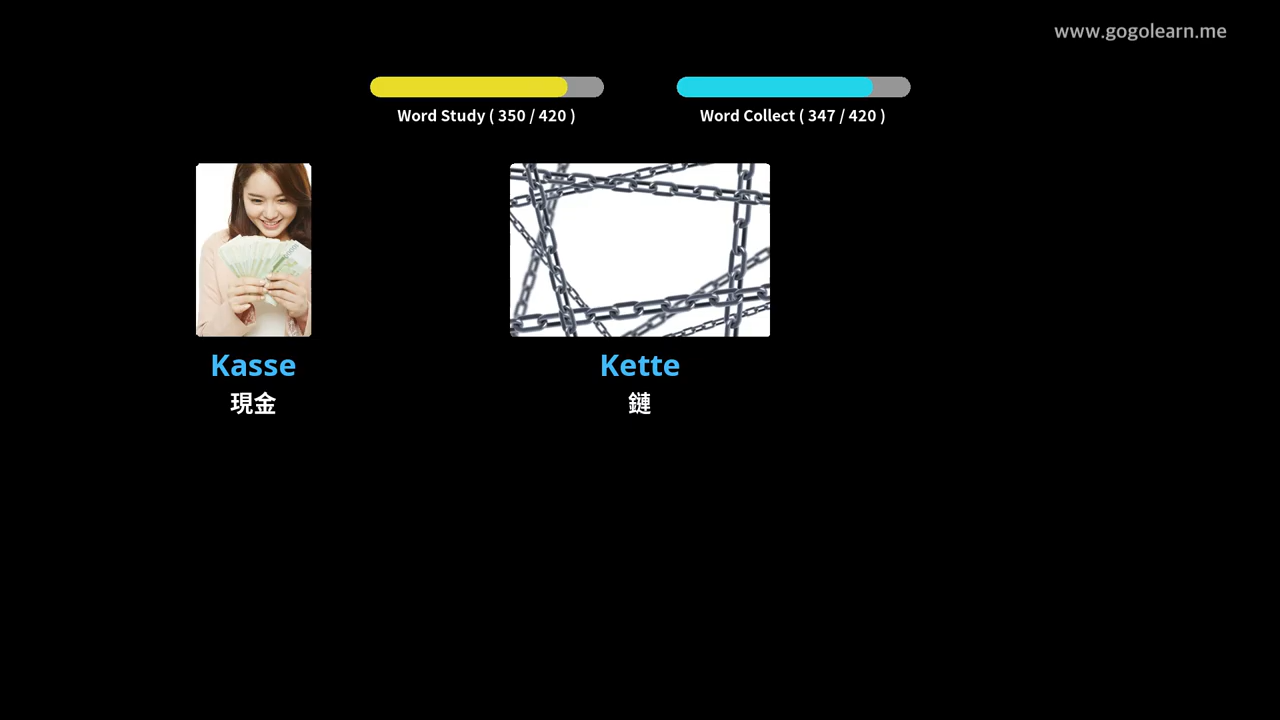 www.gogolearn.me
Word Study ( 350 / 420 )
Word Collect ( 347 / 420 )
Kasse
現金
Kette
鏈